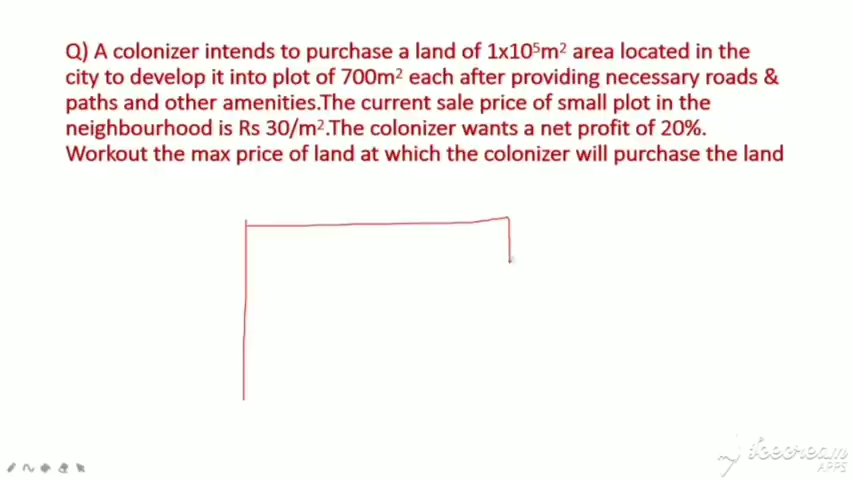 Q) A colonizer intends to purchase a land of 1x10⁵m² area located in the
city to develop it into plot of 700m² each after providing necessary roads &
paths and other amenities.The current sale price of small plot in the
neighbourhood is Rs 30/m².The colonizer wants a net profit of 20%.
Workout the max price of land at which the colonizer will purchase the land
Icecream
APPS